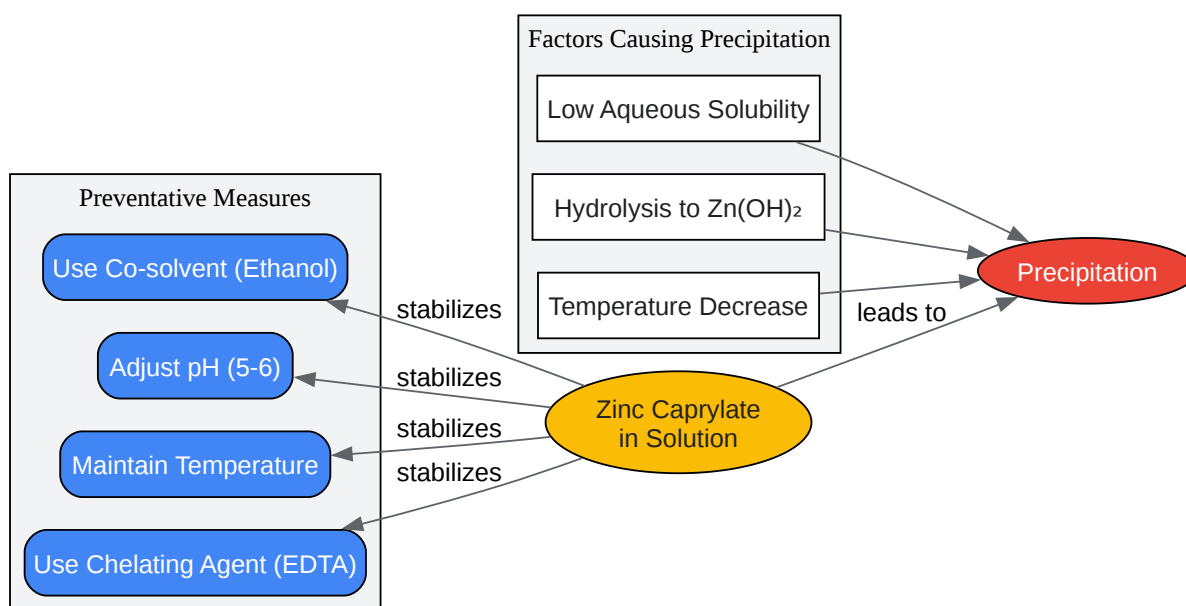 Factors Causing Precipitation
Low Aqueous Solubility
Hydrolysis to Zn(OH)₂
Temperature Decrease
Precipitation
leads to
Preventative Measures
Use Co-solvent (Ethanol)
Adjust pH (5-6)
Maintain Temperature
Use Chelating Agent (EDTA)
stabilizes
stabilizes
stabilizes
stabilizes
Zinc Caprylate
in Solution